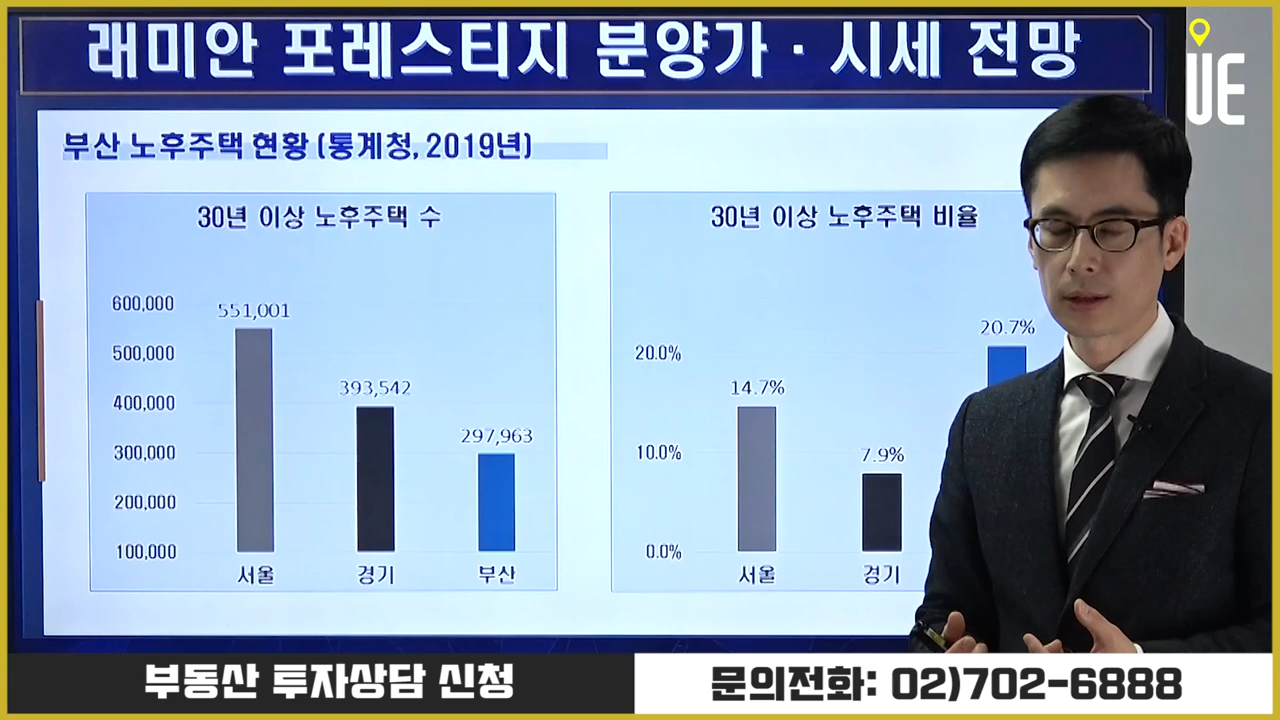 래미안 포레스티지 분양가 · 시세 전망
UE
부산 노후주택 현황 (통계청, 2019년)
30년 이상 노후주택 수
600,000
500,000
400,000
300,000
200,000
100,000
551,001
393,542
297,963
서울
경기
부산
30년 이상 노후주택 비율
20.0%
10.0%
0.0%
14.7%
7.9%
20.7%
서울
경기
부동산 투자상담 신청
문의전화: 02)702-6888